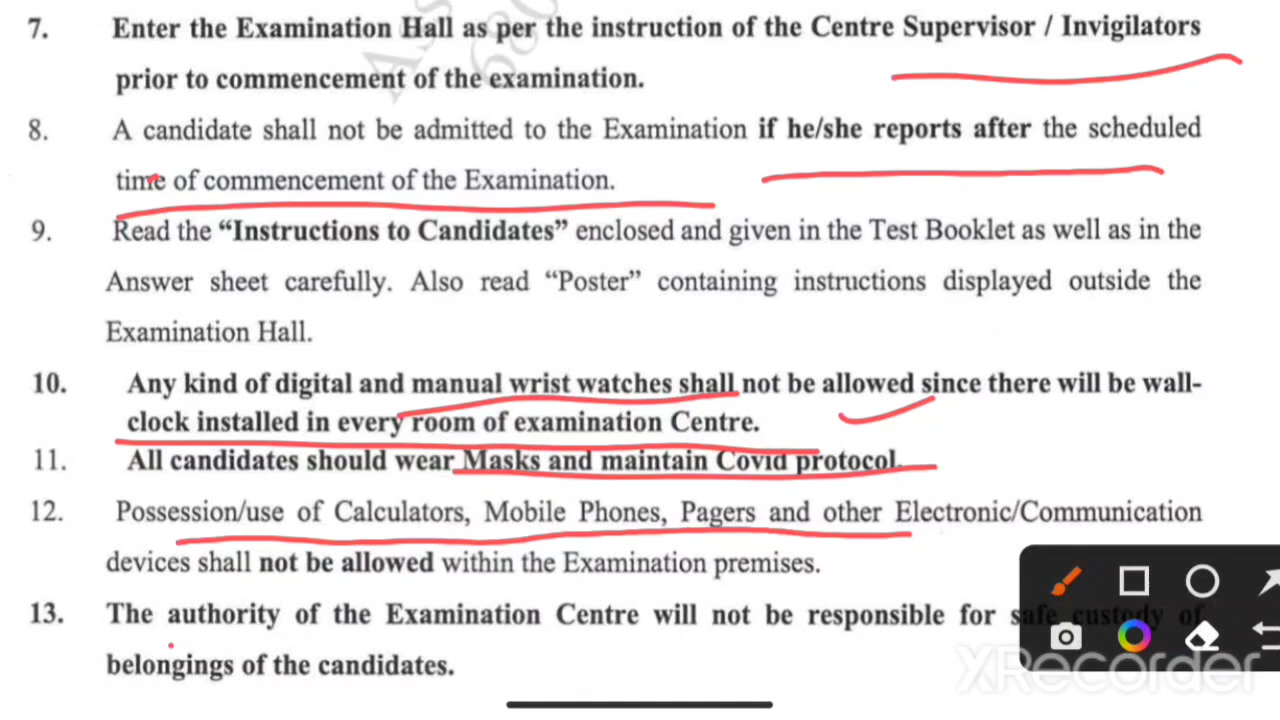 7. Enter the Examination Hall as per the instruction of the Centre Supervisor / Invigilators
prior to commencement of the examination.
8. A candidate shall not be admitted to the Examination if he/she reports after the scheduled
time of commencement of the Examination.
9. Read the “Instructions to Candidates” enclosed and given in the Test Booklet as well as in the
Answer sheet carefully. Also read “Poster” containing instructions displayed outside the
Examination Hall.
10. Any kind of digital and manual wrist watches shall not be allowed since there will be wall-
clock installed in every room of examination Centre.
11. All candidates should wear Masks and maintain Covid protocol.
12. Possession/use of Calculators, Mobile Phones, Pagers and other Electronic/Communication
devices shall not be allowed within the Examination premises.
13. The authority of the Examination Centre will not be responsible for safe custody of
belongings of the candidates.
XRecorder